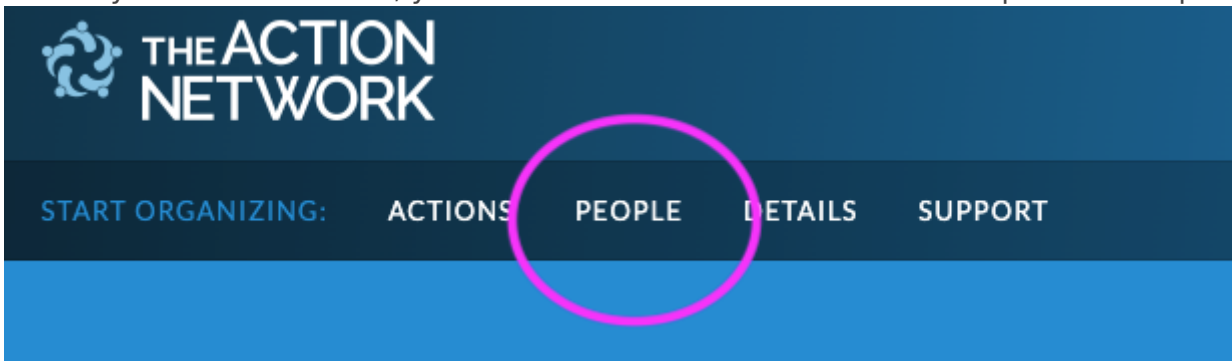 THE ACTION
NETWORK
START ORGANIZING: ACTIONS PEOPLE DETAILS SUPPORT